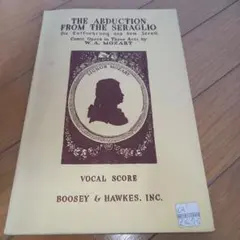 THE ABDUCTION
FROM THE SERAGLIO
Die Entfuehrung aus dem Serail
Comic Opera in Three Acts by
W. A. MOZART
VOCAL SCORE
BOOSEY & HAWKES, INC.